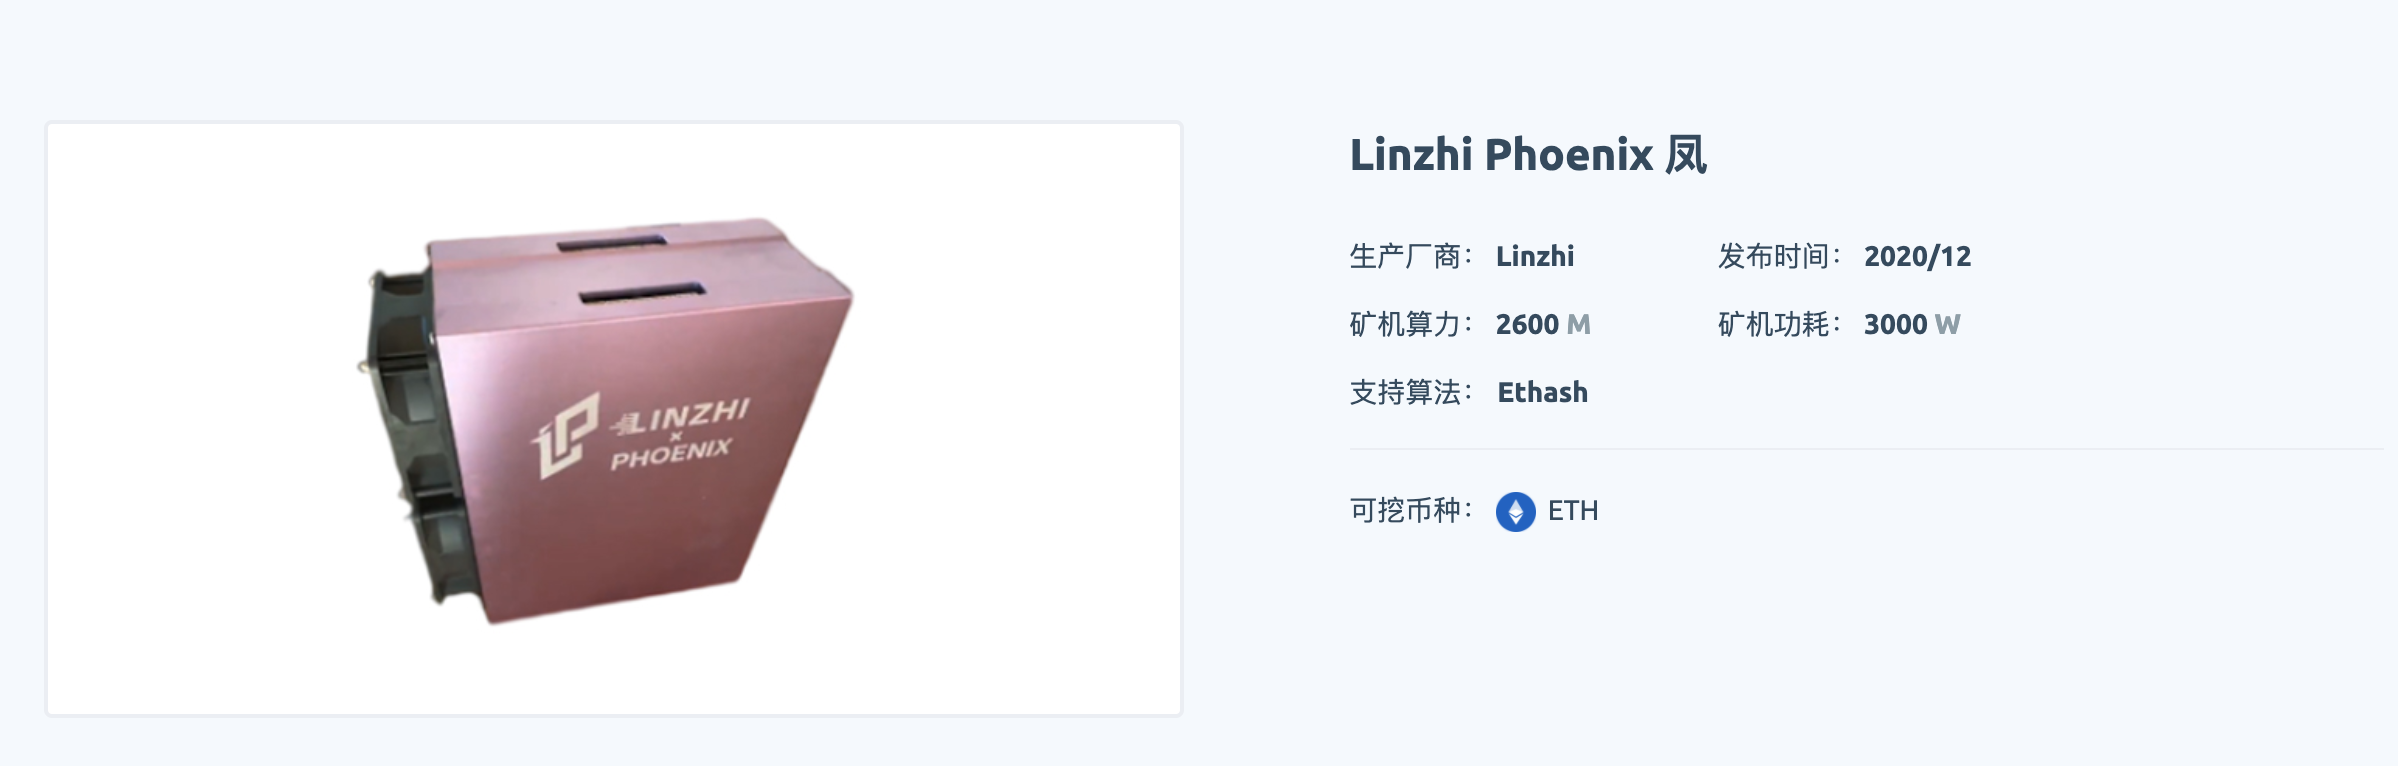 LINZHI
×
PHOENIX
Linzhi Phoenix 凤
生产厂商： Linzhi 发布时间： 2020/12
矿机算力： 2600 M 矿机功耗： 3000 W
支持算法： Ethash
可挖币种： ETH